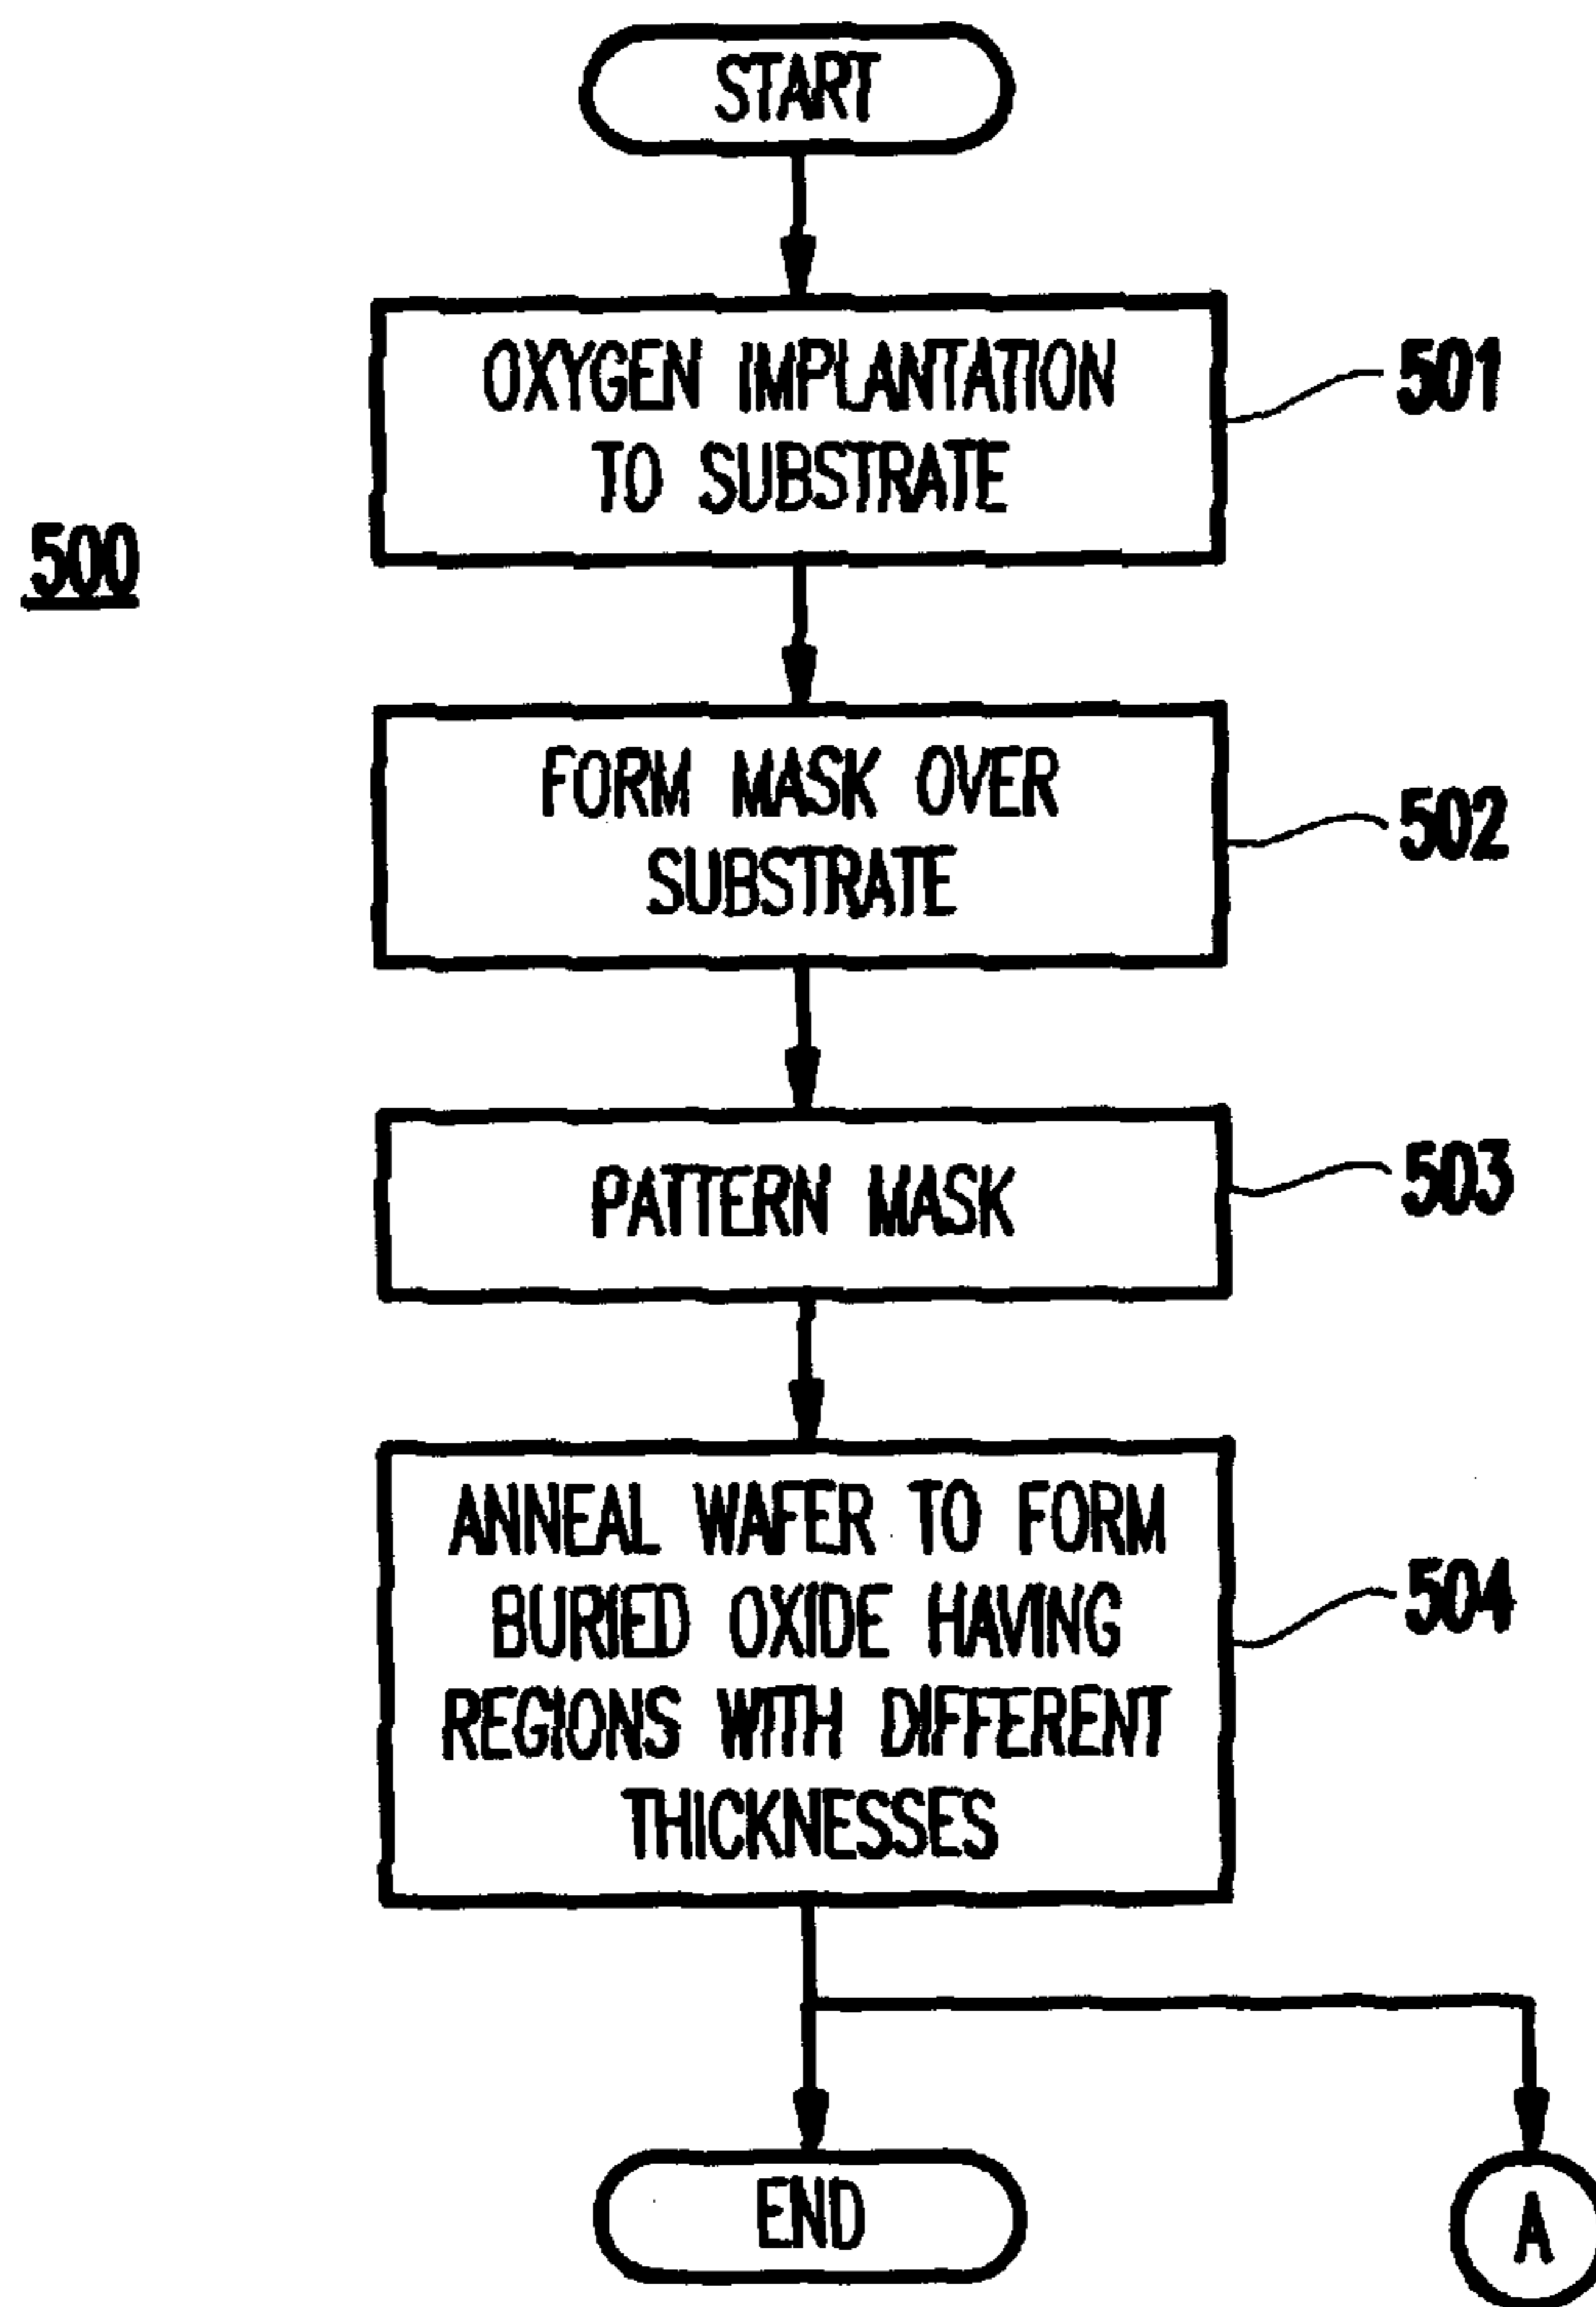 START
OXYGEN IMPLANTATION
TO SUBSTRATE
501
500
FORM MASK OVER
SUBSTRATE
502
PATTERN MASK
503
ANNEAL WAFER TO FORM
BURIED OXIDE HAVING
REGIONS WITH DIFFERENT
THICKNESSES
504
END
A